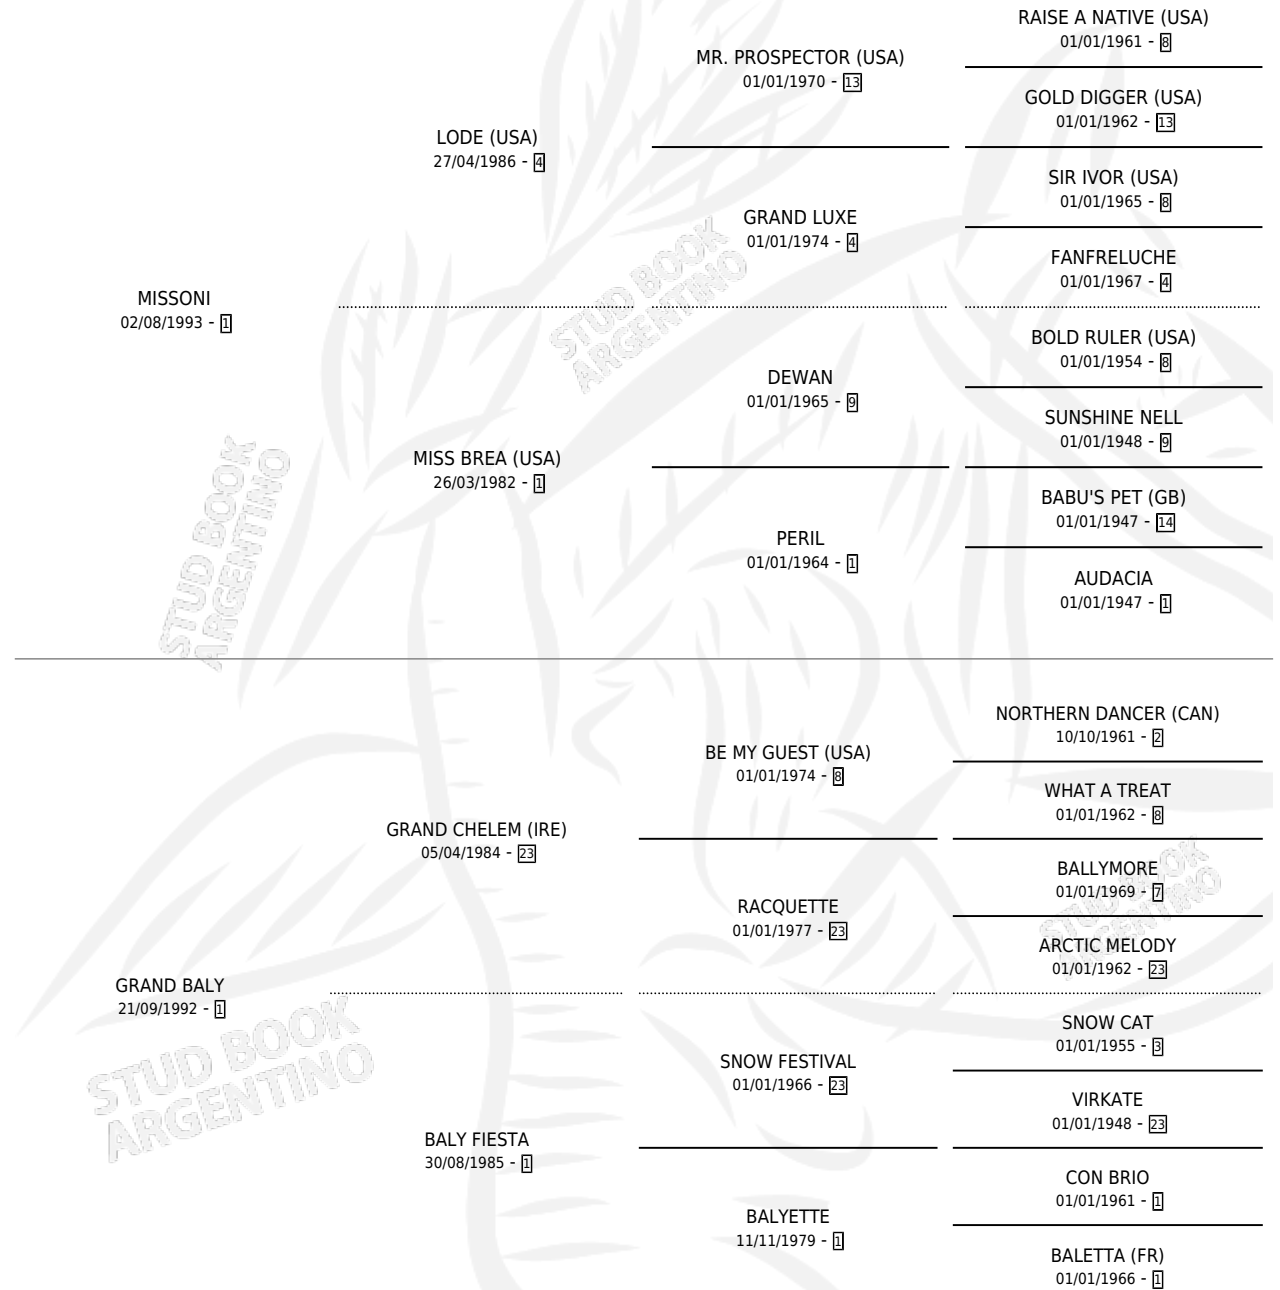 RAISE A NATIVE (USA)
01/01/1961 - 8
MR. PROSPECTOR (USA)
01/01/1970 - 13
GOLD DIGGER (USA)
01/01/1962 - 13
LODE (USA)
27/04/1986 - 4
SIR IVOR (USA)
01/01/1965 - 8
GRAND LUXE
01/01/1974 - 4
FANFRELUCHE
01/01/1967 - 4
MISSONI
02/08/1993 - 1
BOLD RULER (USA)
01/01/1954 - 8
DEWAN
01/01/1965 - 9
SUNSHINE NELL
01/01/1948 - 9
MISS BREA (USA)
26/03/1982 - 1
BABU'S PET (GB)
01/01/1947 - 14
PERIL
01/01/1964 - 1
AUDACIA
01/01/1947 - 1
NORTHERN DANCER (CAN)
10/10/1961 - 2
BE MY GUEST (USA)
01/01/1974 - 8
WHAT A TREAT
01/01/1962 - 8
GRAND CHELEM (IRE)
05/04/1984 - 23
BALLYMORE
01/01/1969 - 7
RACQUETTE
01/01/1977 - 23
ARCTIC MELODY
01/01/1962 - 23
GRAND BALY
21/09/1992 - 1
SNOW CAT
01/01/1955 - 3
SNOW FESTIVAL
01/01/1966 - 23
VIRKATE
01/01/1948 - 23
BALY FIESTA
30/08/1985 - 1
CON BRIO
01/01/1961 - 1
BALYETTE
11/11/1979 - 1
BALETTA (FR)
01/01/1966 - 1
STUD BOOK
ARGENTINO
STUD BOOK
ARGENTINO
STUD BOOK
ARGENTINO
STUD BOOK
ARGENTINO